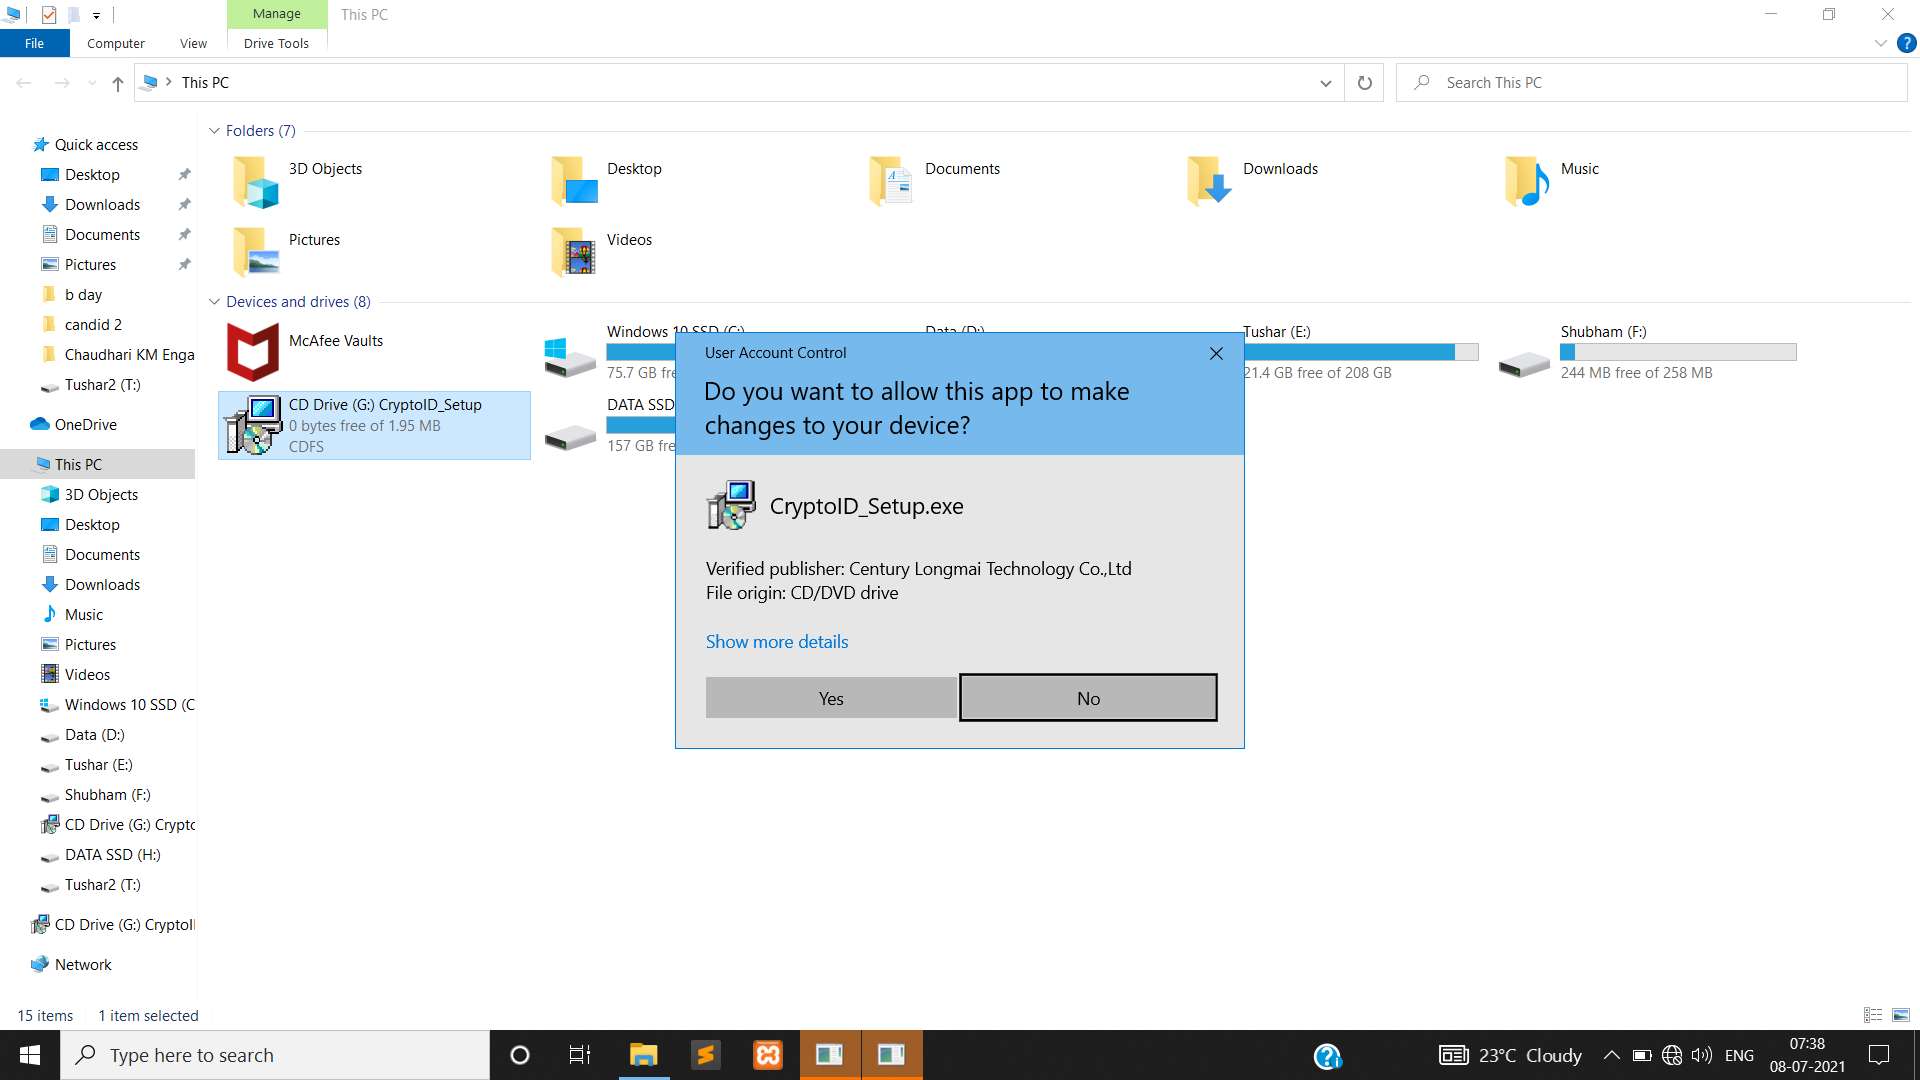 Manage
This PC
File
Computer
View
Drive Tools
This PC
Search This PC
Quick access
Desktop
Downloads
Documents
Pictures
b day
candid 2
Chaudhari KM Enga
Tushar2 (T:)
OneDrive
This PC
3D Objects
Desktop
Documents
Downloads
Music
Pictures
Videos
Windows 10 SSD (C
Data (D:)
Tushar (E:)
Shubham (F:)
CD Drive (G:) Crypto
DATA SSD (H:)
Tushar2 (T:)
CD Drive (G:) CryptoI
Network
Folders (7)
3D Objects
Desktop
Documents
Downloads
Music
Pictures
Videos
Devices and drives (8)
McAfee Vaults
Windows 10 SSD (C:)
75.7 GB fre
Data (D:)
Tushar (E:)
21.4 GB free of 208 GB
Shubham (F:)
244 MB free of 258 MB
CD Drive (G:) CryptoID_Setup
0 bytes free of 1.95 MB
CDFS
DATA SSD
157 GB fre
User Account Control
Do you want to allow this app to make
changes to your device?
CryptoID_Setup.exe
Verified publisher: Century Longmai Technology Co.,Ltd
File origin: CD/DVD drive
Show more details
Yes
No
15 items
1 item selected
Type here to search
23°C Cloudy
ENG
07:38
08-07-2021